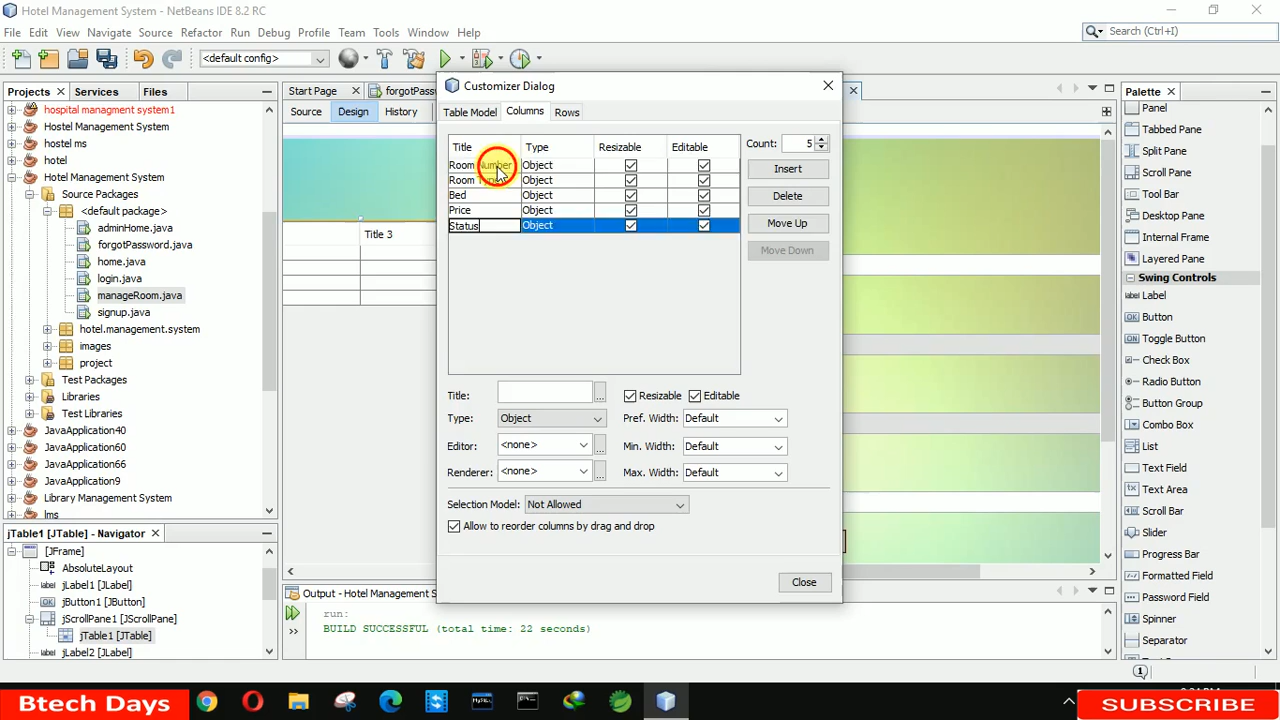 Hotel Management System - NetBeans IDE 8.2 RC
File Edit View Navigate Source Refactor Run Debug Profile Team Tools Window Help
Search (Ctrl+I)
<default config>
Projects Services Files
Start Page
forgotPass
Palette
hospital managment system1
Hostel Management System
hostel ms
hotel
Hotel Management System
Source Packages
<default package>
adminHome.java
forgotPassword.java
home.java
login.java
manageRoom.java
signup.java
hotel.management.system
images
project
Test Packages
Libraries
Test Libraries
JavaApplication40
JavaApplication60
JavaApplication66
JavaApplication9
Library Management System
lms
Source Design History
Title 3
Customizer Dialog
Table Model Columns Rows
Title Type Resizable Editable
Room Number Object
Room Type Object
Bed Object
Price Object
Status Object
Count: 5
Insert
Delete
Move Up
Move Down
Title: ... Resizable Editable
Type: Object Pref. Width: Default
Editor: <none> ... Min. Width: Default
Renderer: <none> ... Max. Width: Default
Selection Model: Not Allowed
Allow to reorder columns by drag and drop
Close
Panel
Tabbed Pane
Split Pane
Scroll Pane
Tool Bar
Desktop Pane
Internal Frame
Layered Pane
Swing Controls
label Label
OK Button
Toggle Button
Check Box
Radio Button
Button Group
Combo Box
List
Text Field
Text Area
Scroll Bar
Slider
Progress Bar
Formatted Field
Password Field
Spinner
Separator
jTable1 [JTable] - Navigator
[JFrame]
AbsoluteLayout
label jLabel1 [JLabel]
OK jButton1 [JButton]
jScrollPane1 [JScrollPane]
jTable1 [JTable]
label jLabel2 [JLabel]
Output - Hotel Management S
run:
BUILD SUCCESSFUL (total time: 22 seconds)
1
Btech Days
SUBSCRIBE